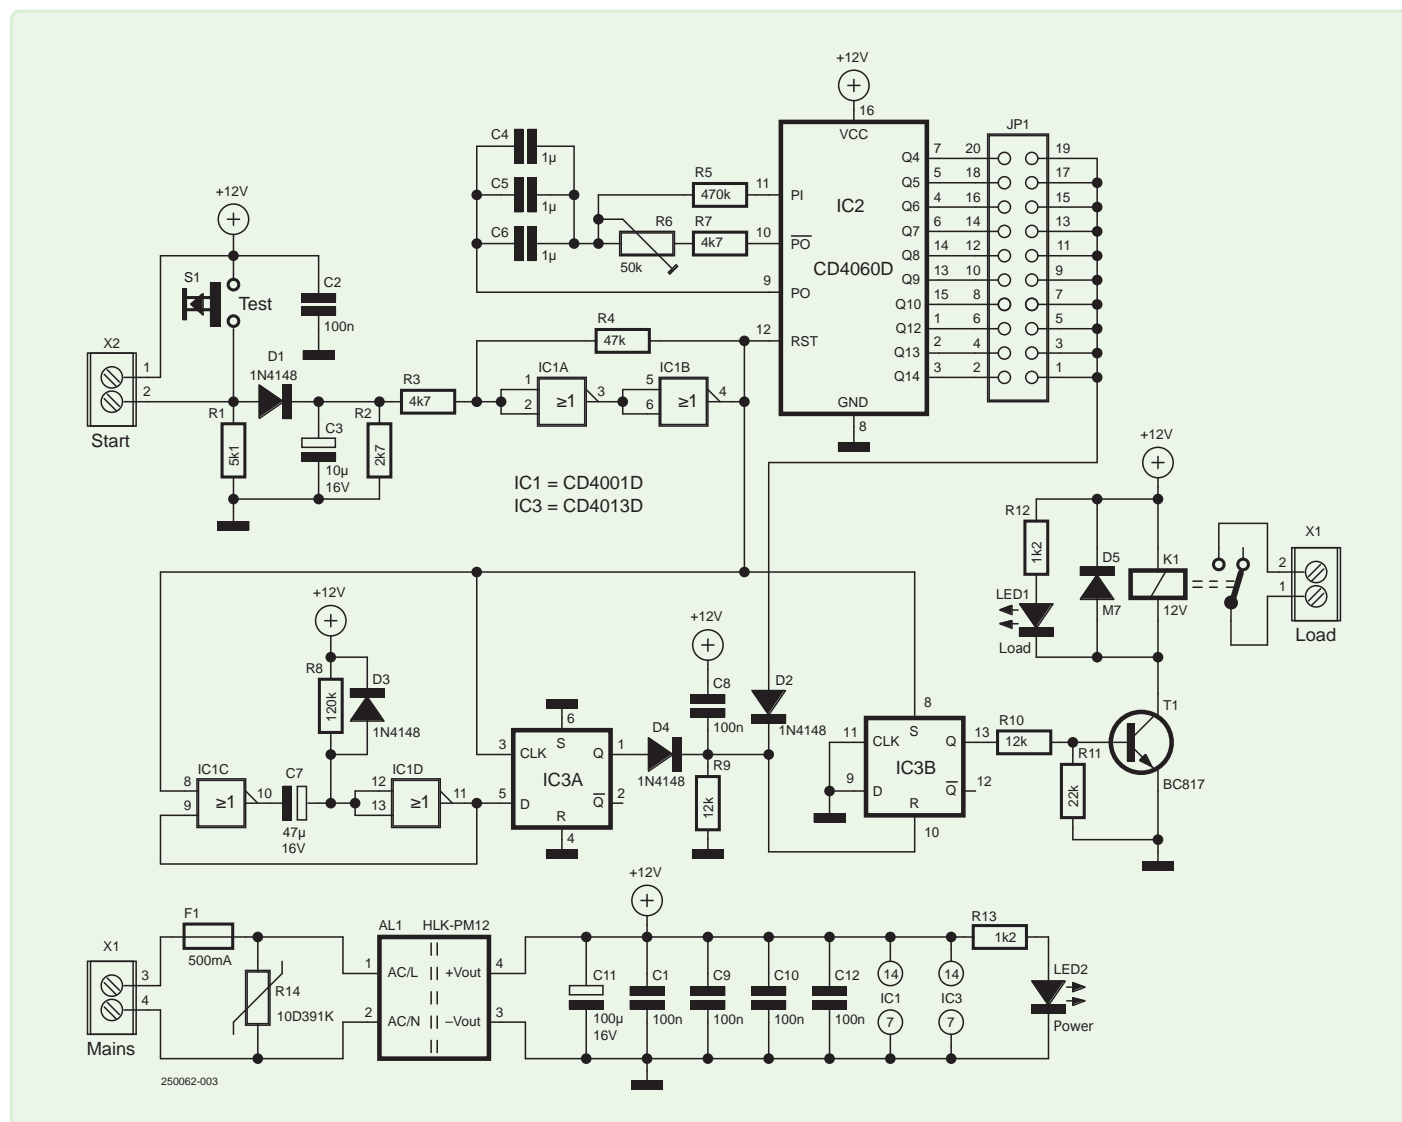 +12V
16
VCC
JP1
C4
1µ
C5
1µ
C6
1µ
R5
470k
11
PI
R6
50k
R7
4k7
10
PO
9
PO
12
RST
IC2
CD4060D
Q4 7 20 19
Q5 5 18 17
Q6 4 16 15
Q7 6 14 13
Q8 14 12 11
Q9 13 10 9
Q10 15 8 7
Q12 1 6 5
Q13 2 4 3
Q14 3 2 1
GND
8
+12V
S1
Test
C2
100n
X2
1
2
Start
D1
1N4148
R1
5k1
C3
10µ
16V
R2
2k7
R3
4k7
R4
47k
IC1A
1
2
≥1
3
IC1B
5
6
≥1
4
IC1 = CD4001D
IC3 = CD4013D
+12V
R12
1k2
LED1
Load
D5
M7
K1
12V
X1
2
1
Load
+12V
R8
120k
D3
1N4148
IC1C
8
9
≥1
10
C7
47µ
16V
IC1D
12
13
≥1
11
6
S
3
CLK
Q
1
IC3A
5
D
Q
2
R
4
D4
1N4148
+12V
C8
100n
R9
12k
D2
1N4148
8
S
11
CLK
Q
13
IC3B
9
D
Q
12
R
10
R10
12k
R11
22k
T1
BC817
X1
3
4
Mains
F1
500mA
R14
10D391K
AL1 HLK-PM12
1
AC/L
+Vout
4
2
AC/N
–Vout
3
+12V
C11
100µ
16V
C1
100n
C9
100n
C10
100n
C12
100n
14
IC1
7
14
IC3
7
R13
1k2
LED2
Power
250062-003